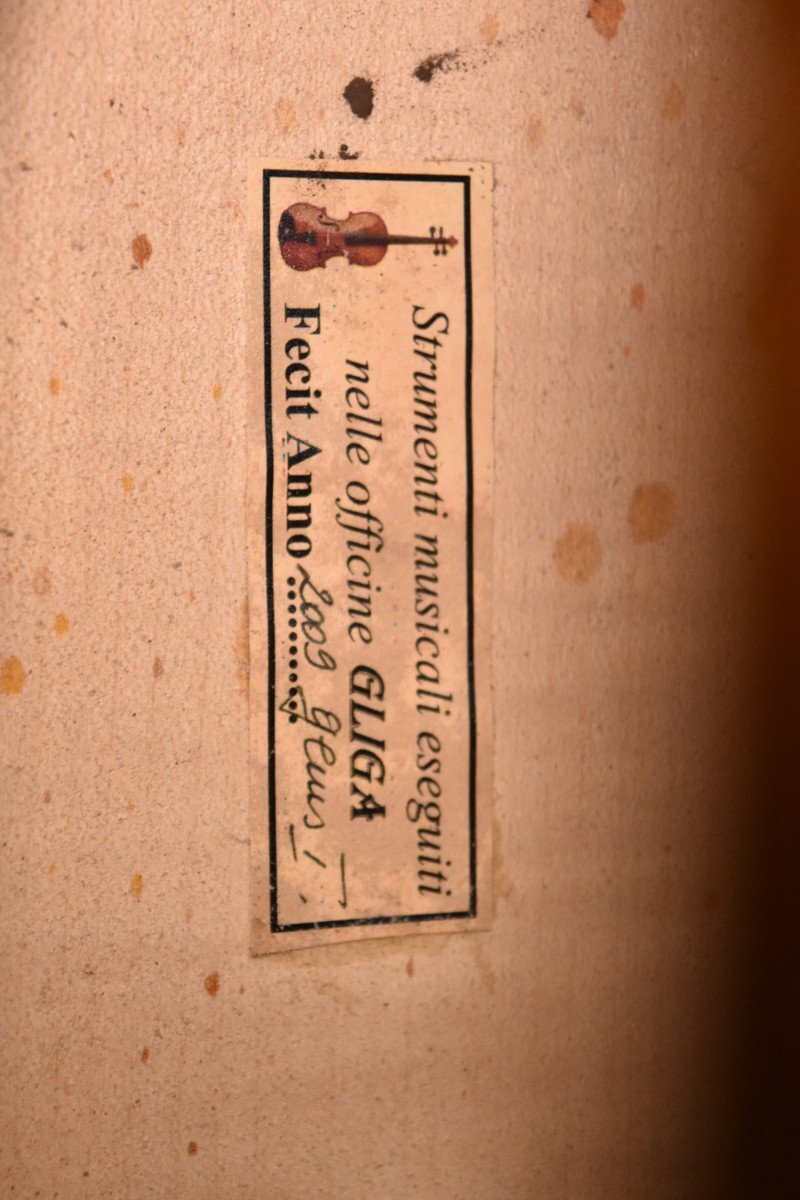 Strumenti musicali eseguiti
nelle officine GLIGA
Fecit Anno ......... 2009